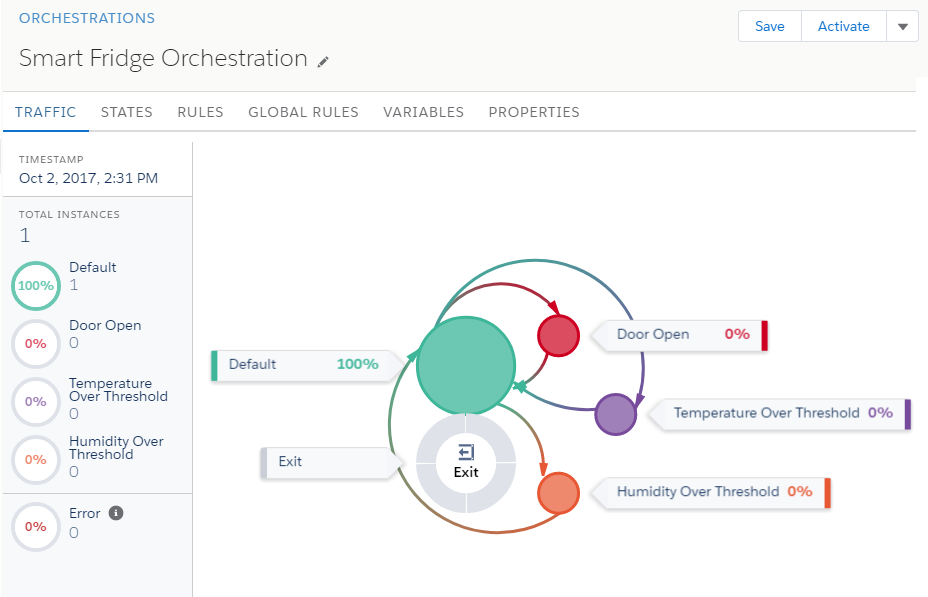 ORCHESTRATIONS
Smart Fridge Orchestration
Save
Activate
TRAFFIC
STATES
RULES
GLOBAL RULES
VARIABLES
PROPERTIES
TIMESTAMP
Oct 2, 2017, 2:31 PM
TOTAL INSTANCES
1
100%
Default
1
0%
Door Open
0
0%
Temperature
Over Threshold
0
0%
Humidity Over
Threshold
0
0%
Error
0
Default 100%
Exit
Exit
Door Open 0%
Temperature Over Threshold 0%
Humidity Over Threshold 0%